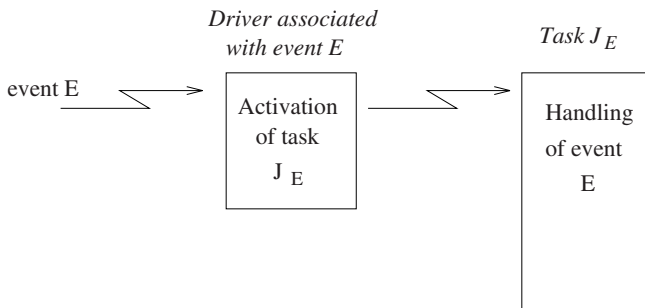 Driver associated
with event E
Task J_E
event E
Activation
of task
J_E
Handling
of event
E